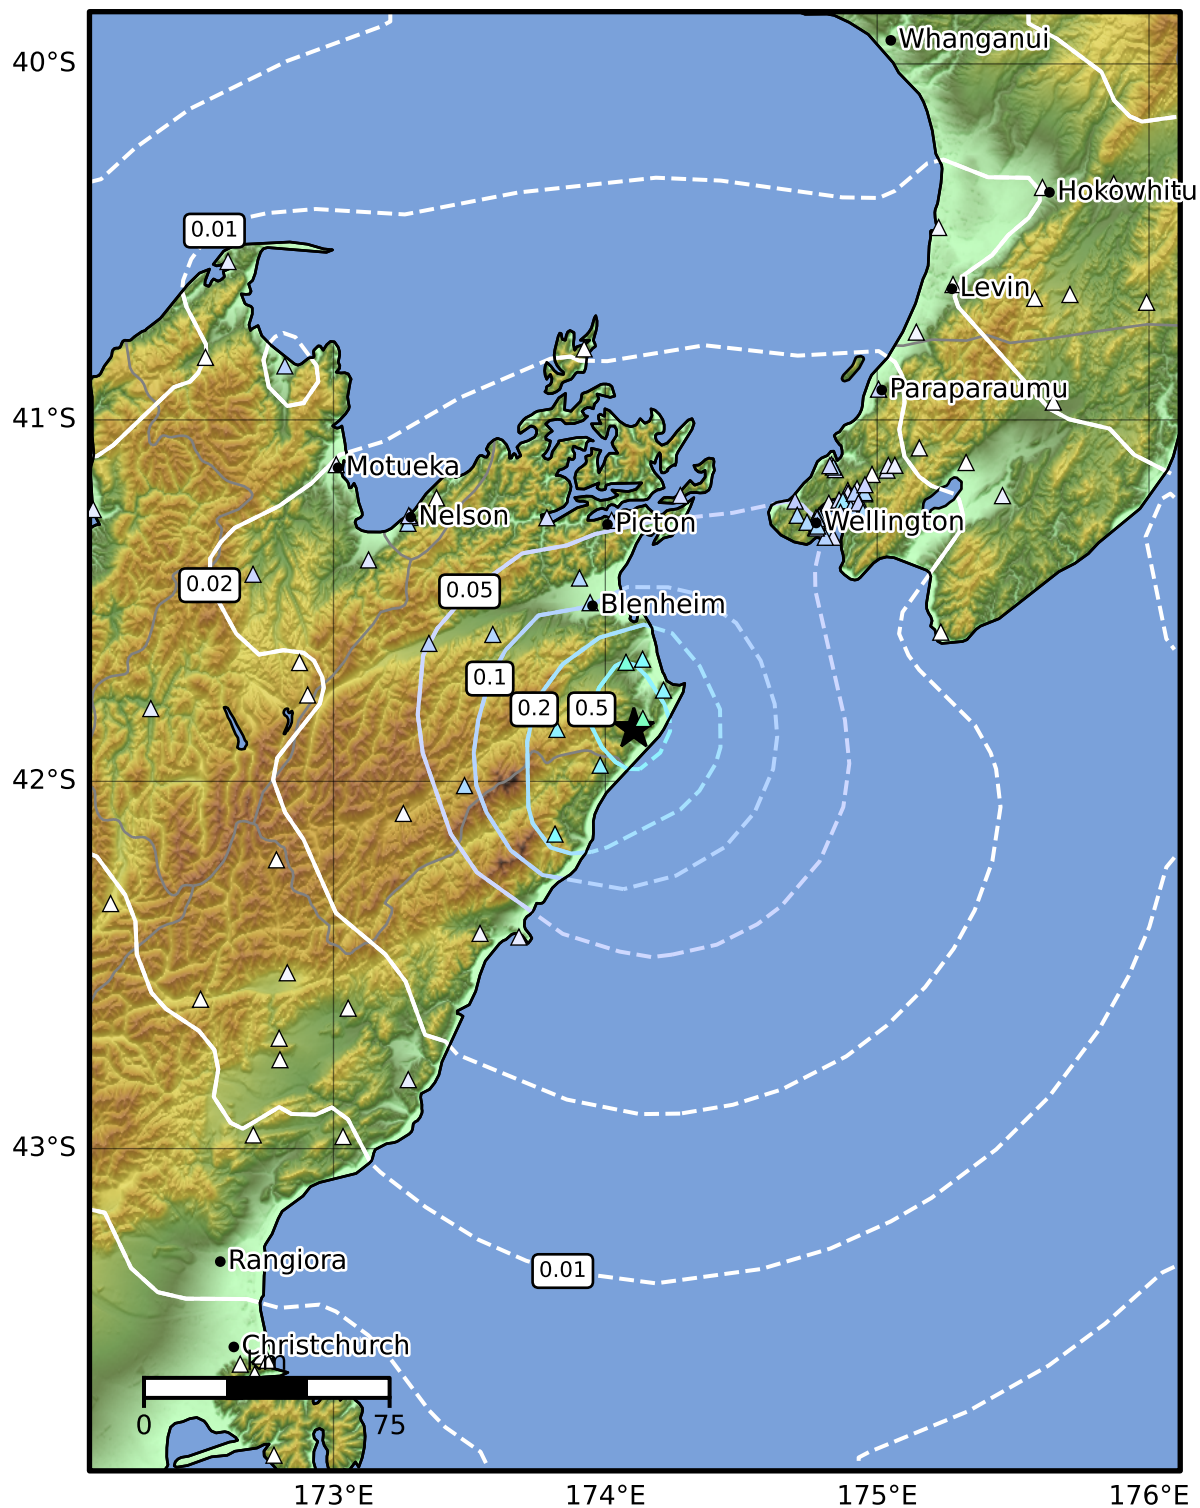 Whanganui
40°S
Hokowhitu
0.01
Levin
Paraparaumu
41°S
Motueka
Nelson
Picton
Wellington
0.02
0.05
Blenheim
0.1
0.2
0.5
42°S
43°S
Rangiora
0.01
Christchurch
km
0
75
173°E
174°E
175°E
176°E